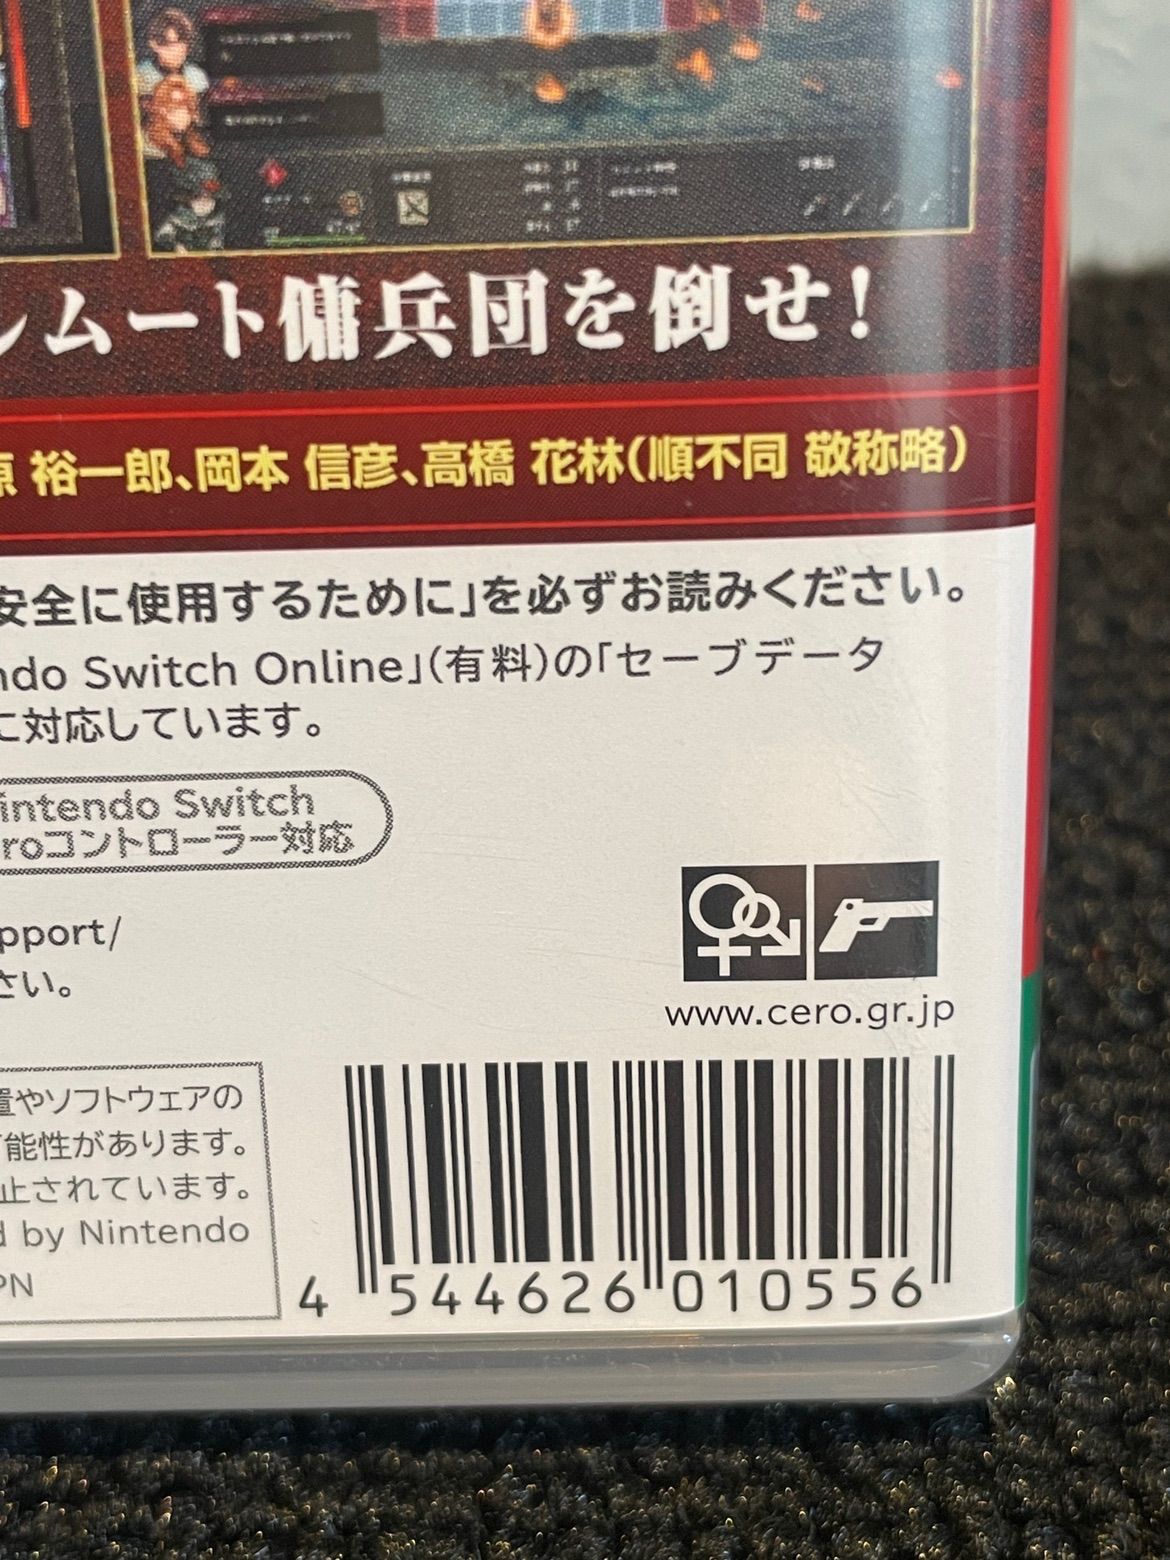 ムート傭兵団を倒せ!
原 裕一郎、岡本 信彦、高橋 花林(順不同 敬称略)
安全に使用するために」を必ずお読みください。
ndo Switch Online」(有料)の「セーブデータ
に対応しています。
intendo Switch
roコントローラー対応
pport/
さい。
www.cero.gr.jp
置やソフトウェアの
可能性があります。
止されています。
d by Nintendo
PN
4 544626 010556